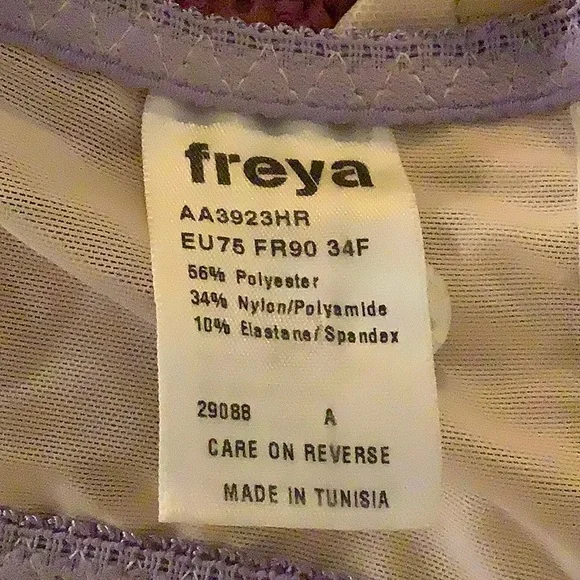 freya
AA3923HR
EU75 FR90 34F
56% Polyester
34% Nylon/Polyamide
10% Elastane/Spandex
29088 A
CARE ON REVERSE
MADE IN TUNISIA